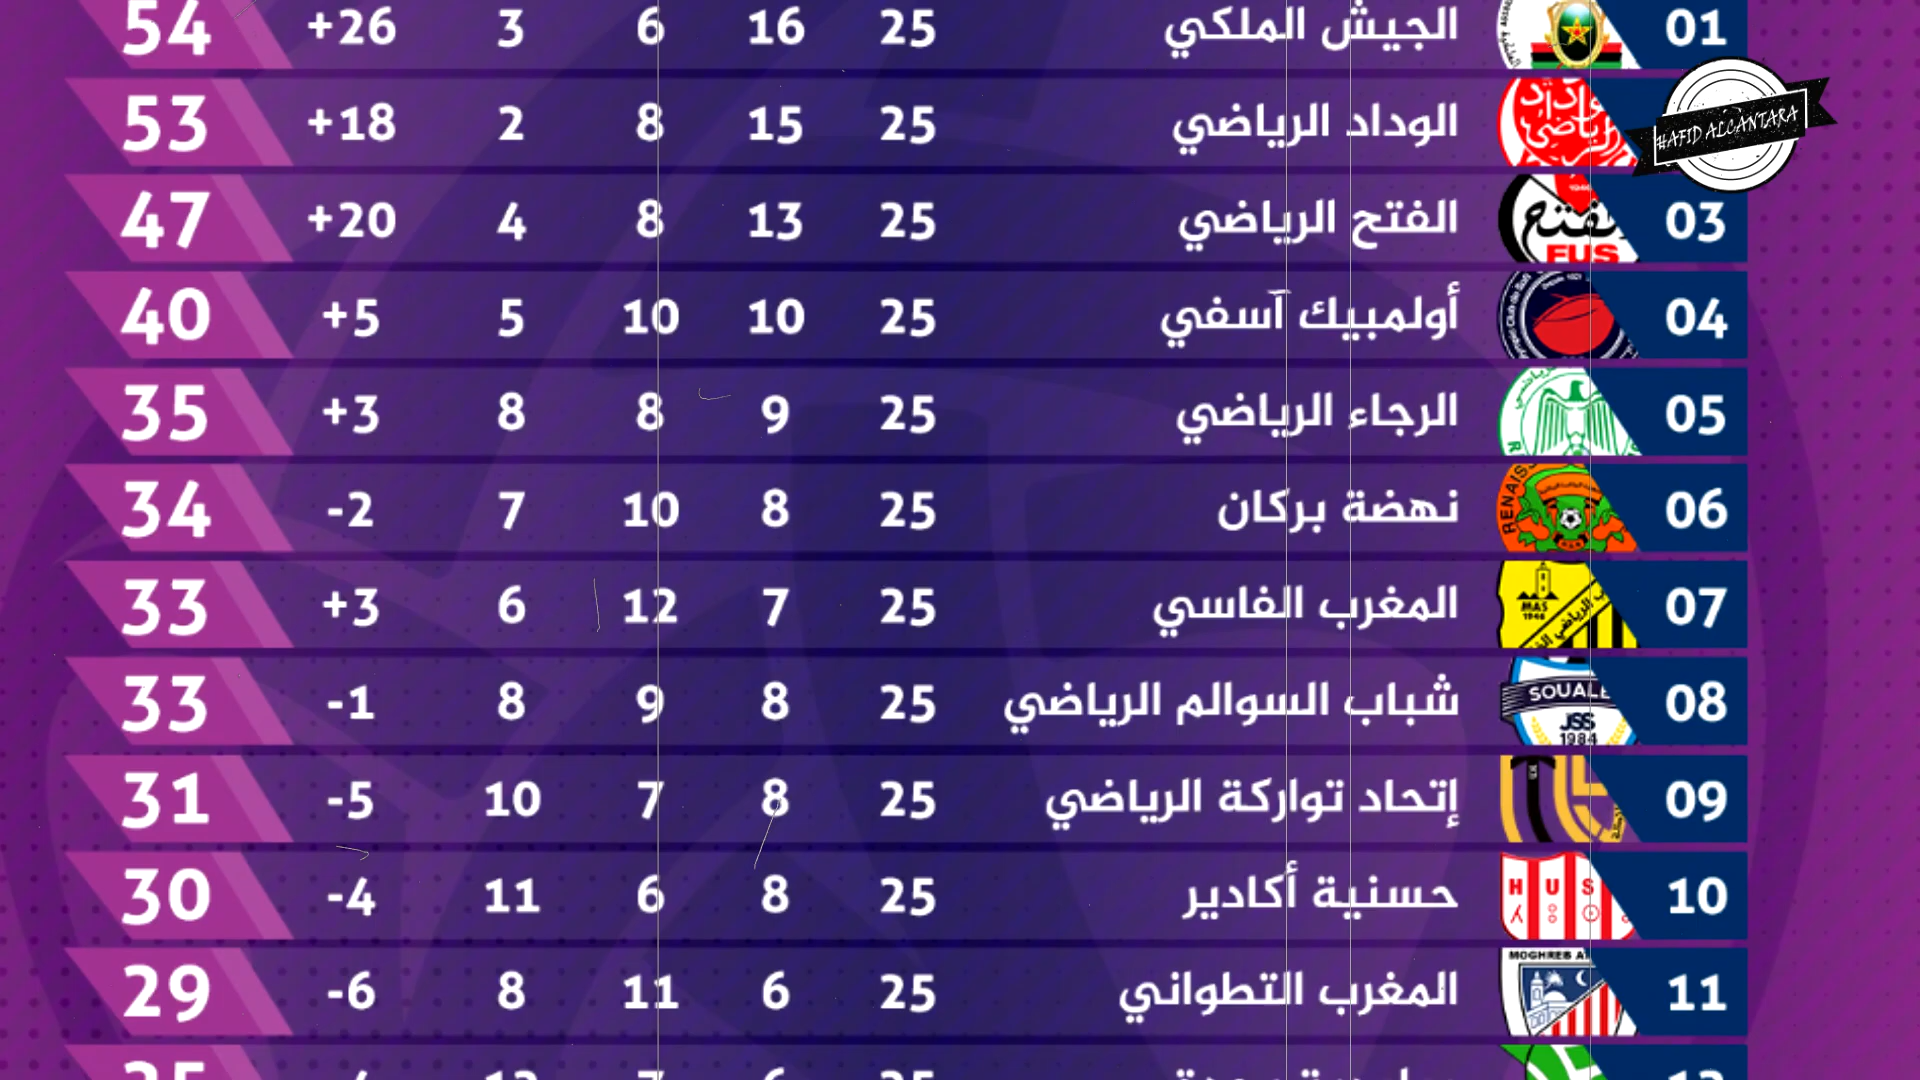 01 الجيش الملكي 25 16 6 3 +26 54
الوداد الرياضي 25 15 8 2 +18 53
HAFID ALCANTARA
03 الفتح الرياضي 25 13 8 4 +20 47
FUS
04 أولمبيك آسفي 25 10 10 5 +5 40
05 الرجاء الرياضي 25 9 8 8 +3 35
06 نهضة بركان 25 8 10 7 -2 34
07 المغرب الفاسي 25 7 12 6 +3 33
MAS
1946
08 شباب السوالم الرياضي 25 8 9 8 -1 33
JSS
1984
09 إتحاد تواركة الرياضي 25 8 7 10 -5 31
10 حسنية أكادير 25 8 6 11 -4 30
H U S
11 المغرب التطواني 25 6 11 8 -6 29